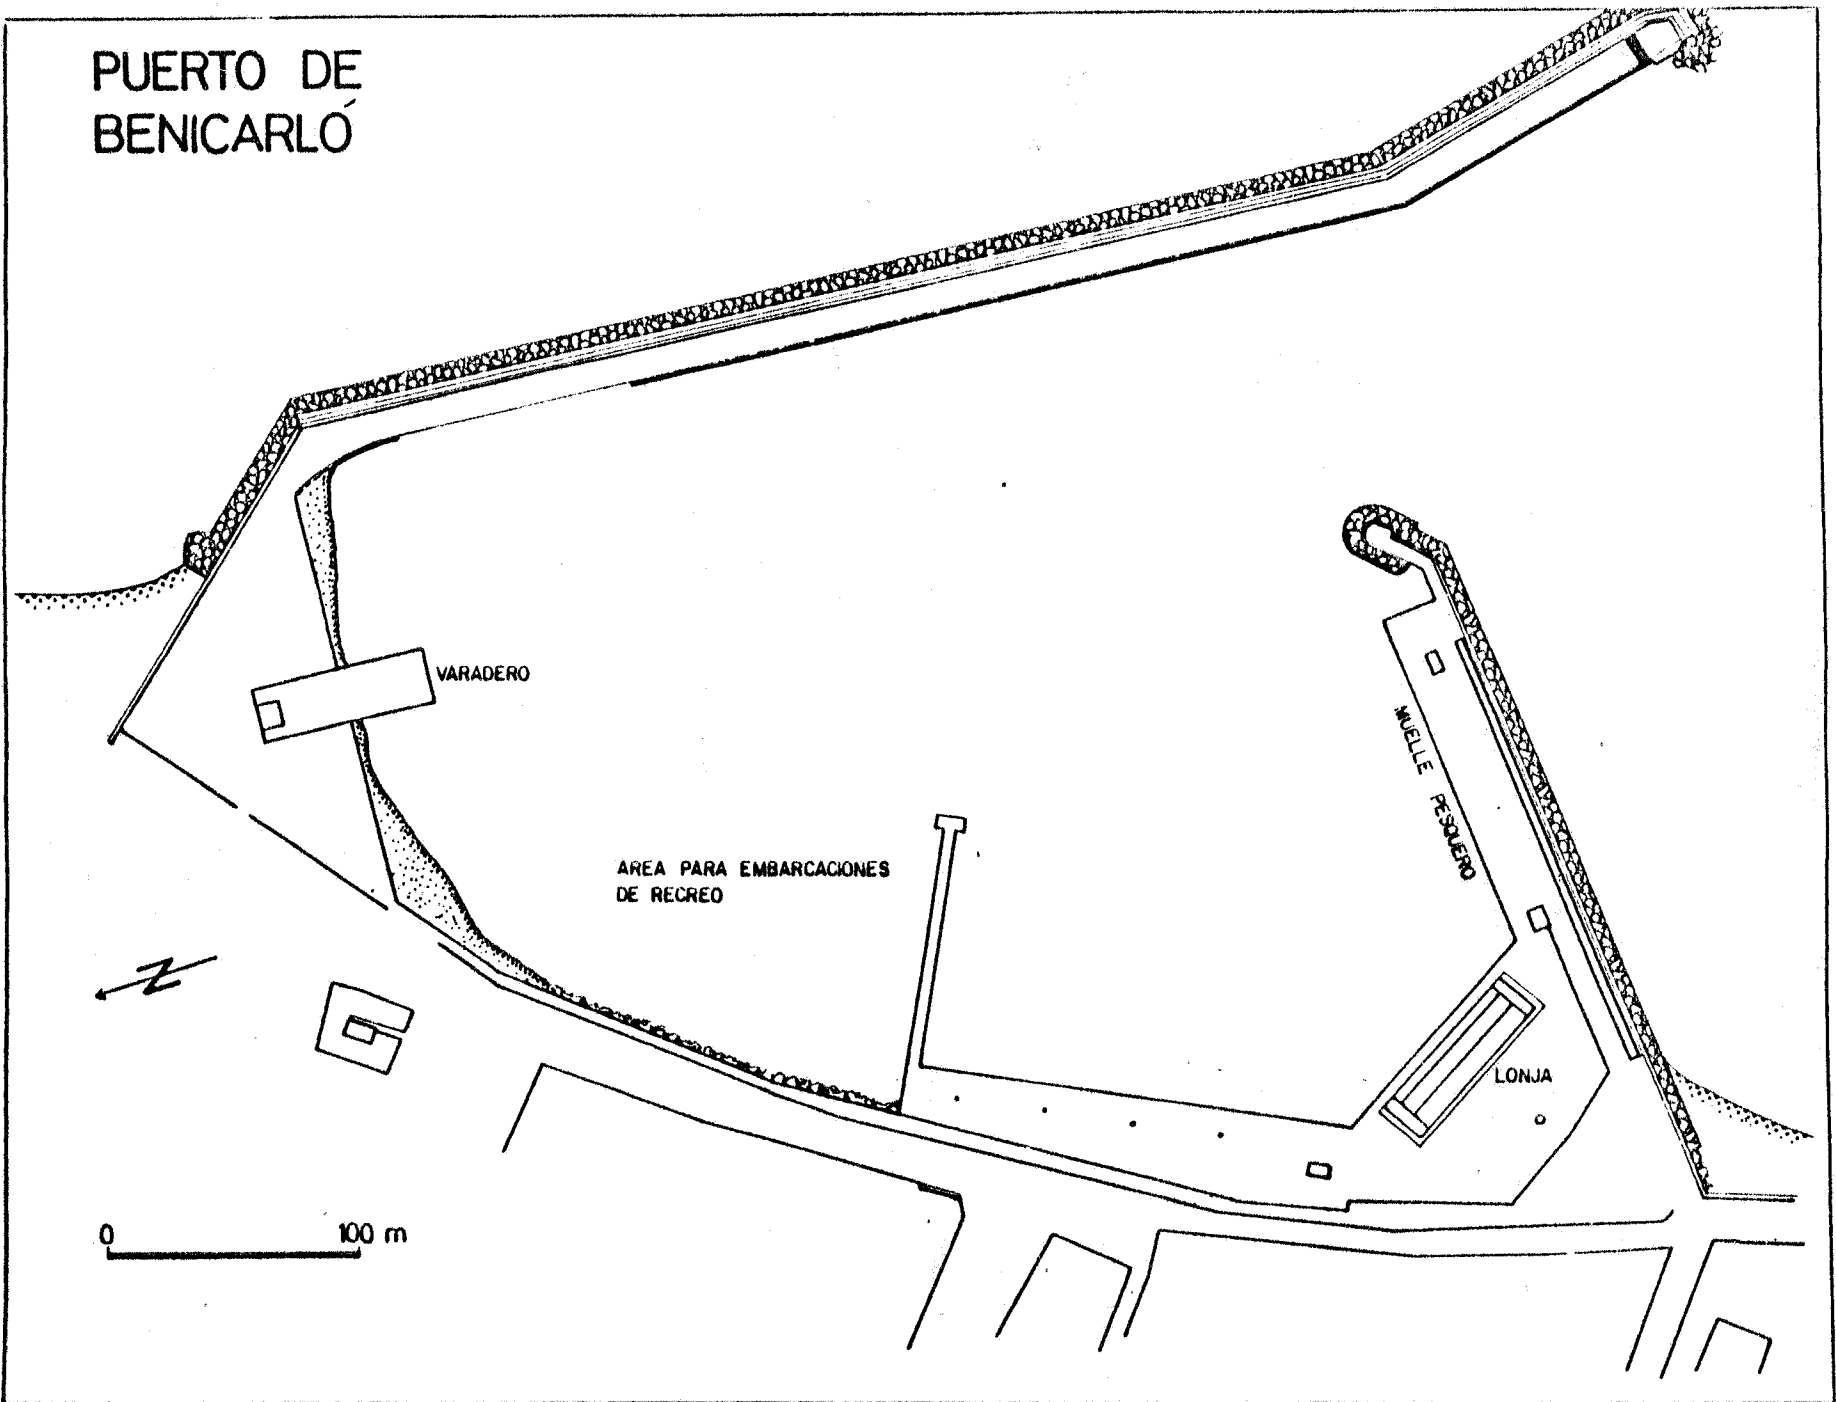 PUERTO DE
BENICARLÓ
VARADERO
MUELLE PESQUERO
AREA PARA EMBARCACIONES
DE RECREO
N
LONJA
0 100 m